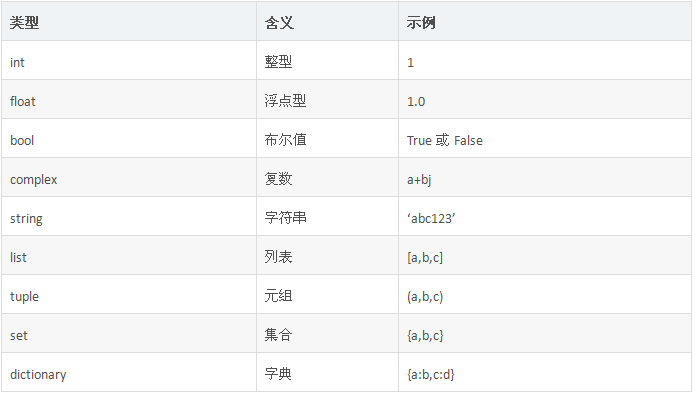 类型 含义 示例
int 整型 1
float 浮点型 1.0
bool 布尔值 True 或 False
complex 复数 a+bj
string 字符串 ‘abc123’
list 列表 [a,b,c]
tuple 元组 (a,b,c)
set 集合 {a,b,c}
dictionary 字典 {a:b,c:d}